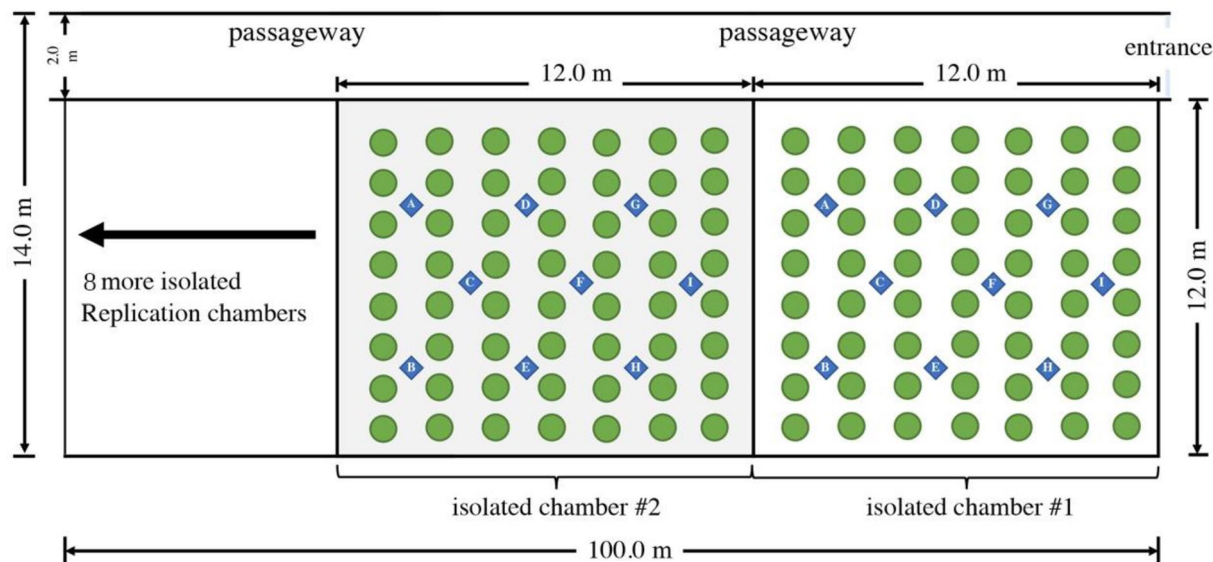 passageway
passageway
entrance
2.0
m
12.0 m
12.0 m
14.0 m
A
D
G
A
D
G
8 more isolated
Replication chambers
C
F
I
C
F
I
12.0 m
B
E
H
B
E
H
isolated chamber #2
isolated chamber #1
100.0 m